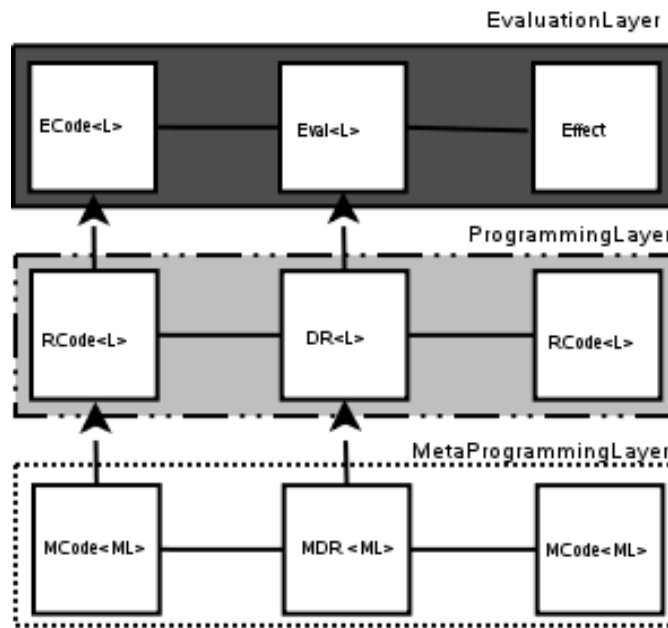 EvaluationLayer
ECode<L>
Eval<L>
Effect
ProgrammingLayer
RCode<L>
DR<L>
RCode<L>
MetaProgrammingLayer
MCode<ML>
MDR <ML>
MCode<ML>